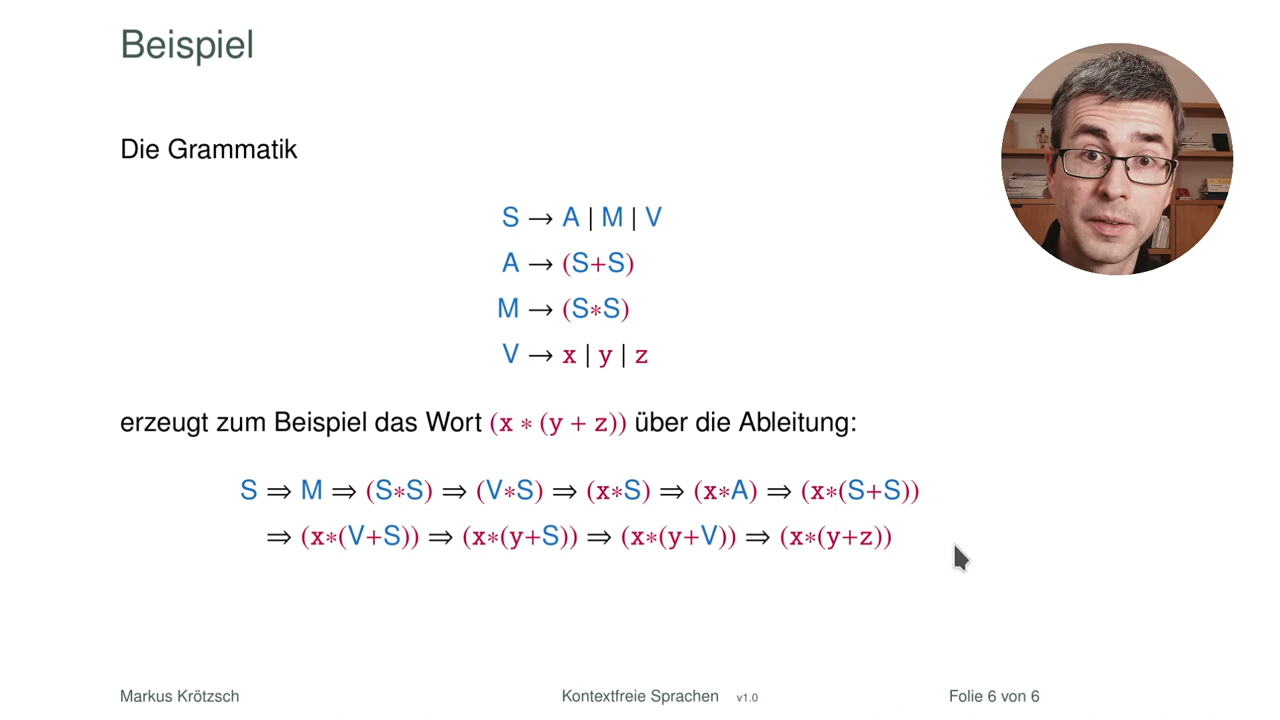 Beispiel
Die Grammatik
S → A | M | V
A → (S+S)
M → (S∗S)
V → x | y | z
erzeugt zum Beispiel das Wort (x ∗ (y + z)) über die Ableitung:
S ⇒ M ⇒ (S∗S) ⇒ (V∗S) ⇒ (x∗S) ⇒ (x∗A) ⇒ (x∗(S+S))
⇒ (x∗(V+S)) ⇒ (x∗(y+S)) ⇒ (x∗(y+V)) ⇒ (x∗(y+z))
Markus Krötzsch Kontextfreie Sprachen v1.0 Folie 6 von 6